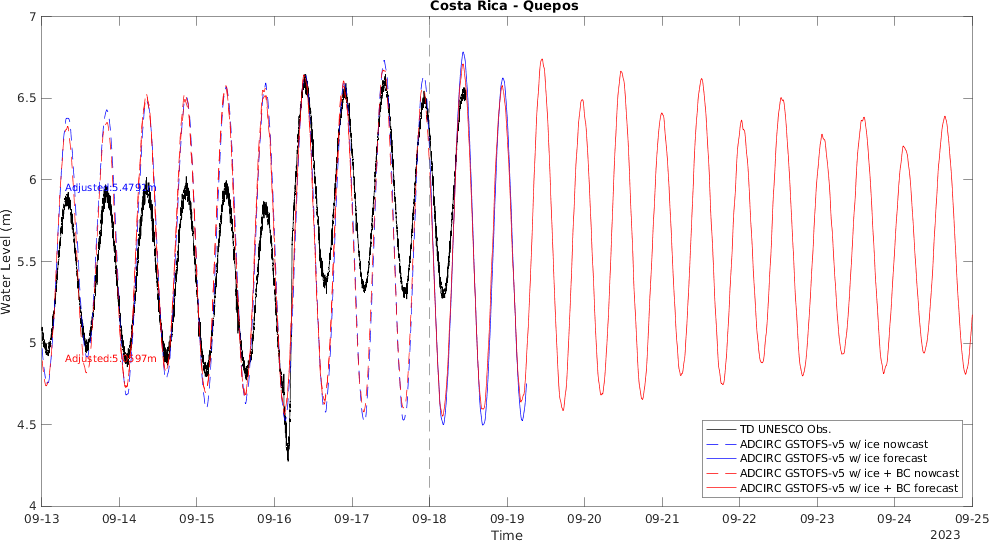 Costa Rica - Quepos
Water Level (m)
7
6.5
6
5.5
5
4.5
4
Adjusted:5.4792m
09-13 09-14 09-15 09-16 09-17 09-18 09-19 09-20 09-21 09-22 09-23 09-24 09-25
Time
2023
TD UNESCO Obs.
ADCIRC GSTOFS-v5 w/ ice nowcast
ADCIRC GSTOFS-v5 w/ ice forecast
ADCIRC GSTOFS-v5 w/ ice + BC nowcast
ADCIRC GSTOFS-v5 w/ ice + BC forecast